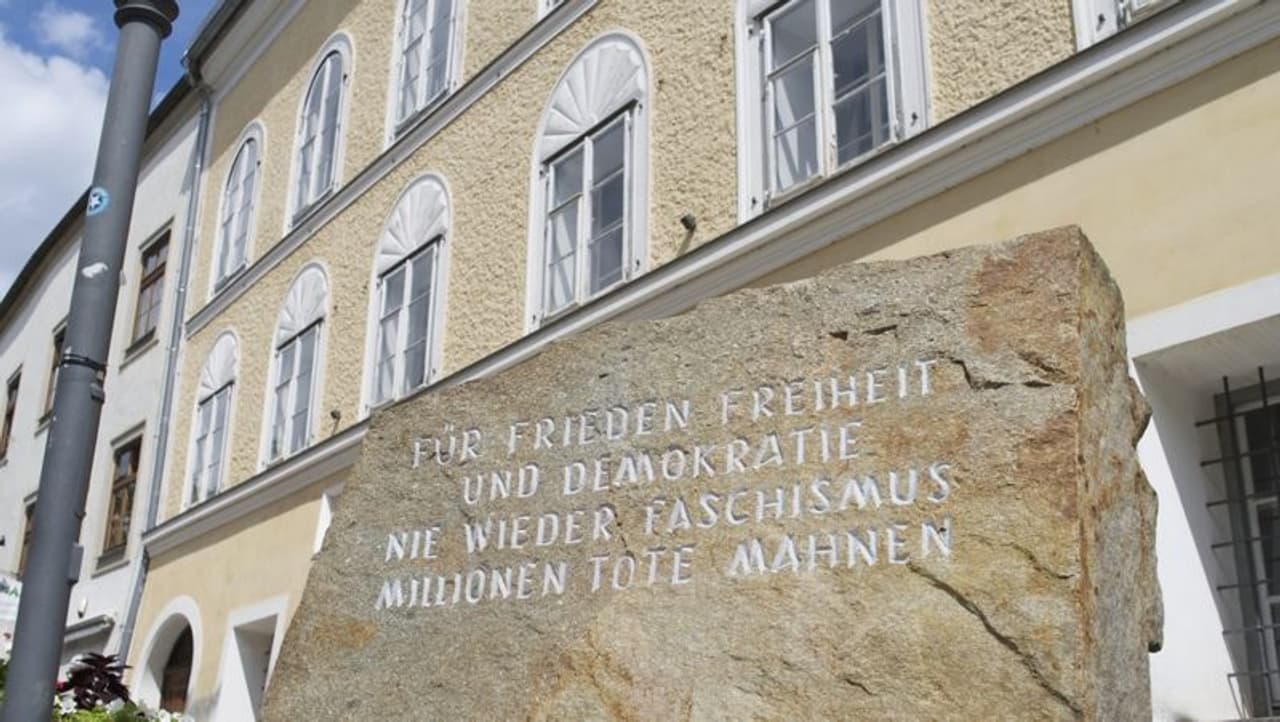 FÜR FRIEDEN FREIHEIT
UND DEMOKRATIE
NIE WIEDER FASCHISMUS
MILLIONEN TOTE MAHNEN